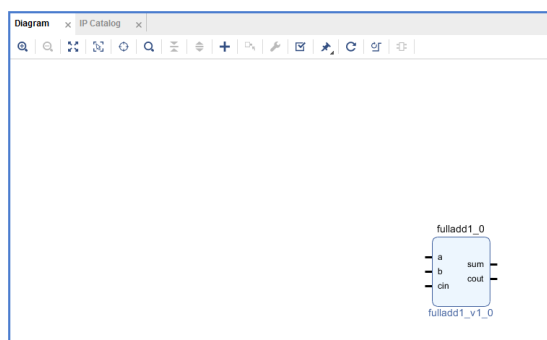 Diagram × IP Catalog ×
fulladd1_0
a
b
cin
sum
cout
fulladd1_v1_0